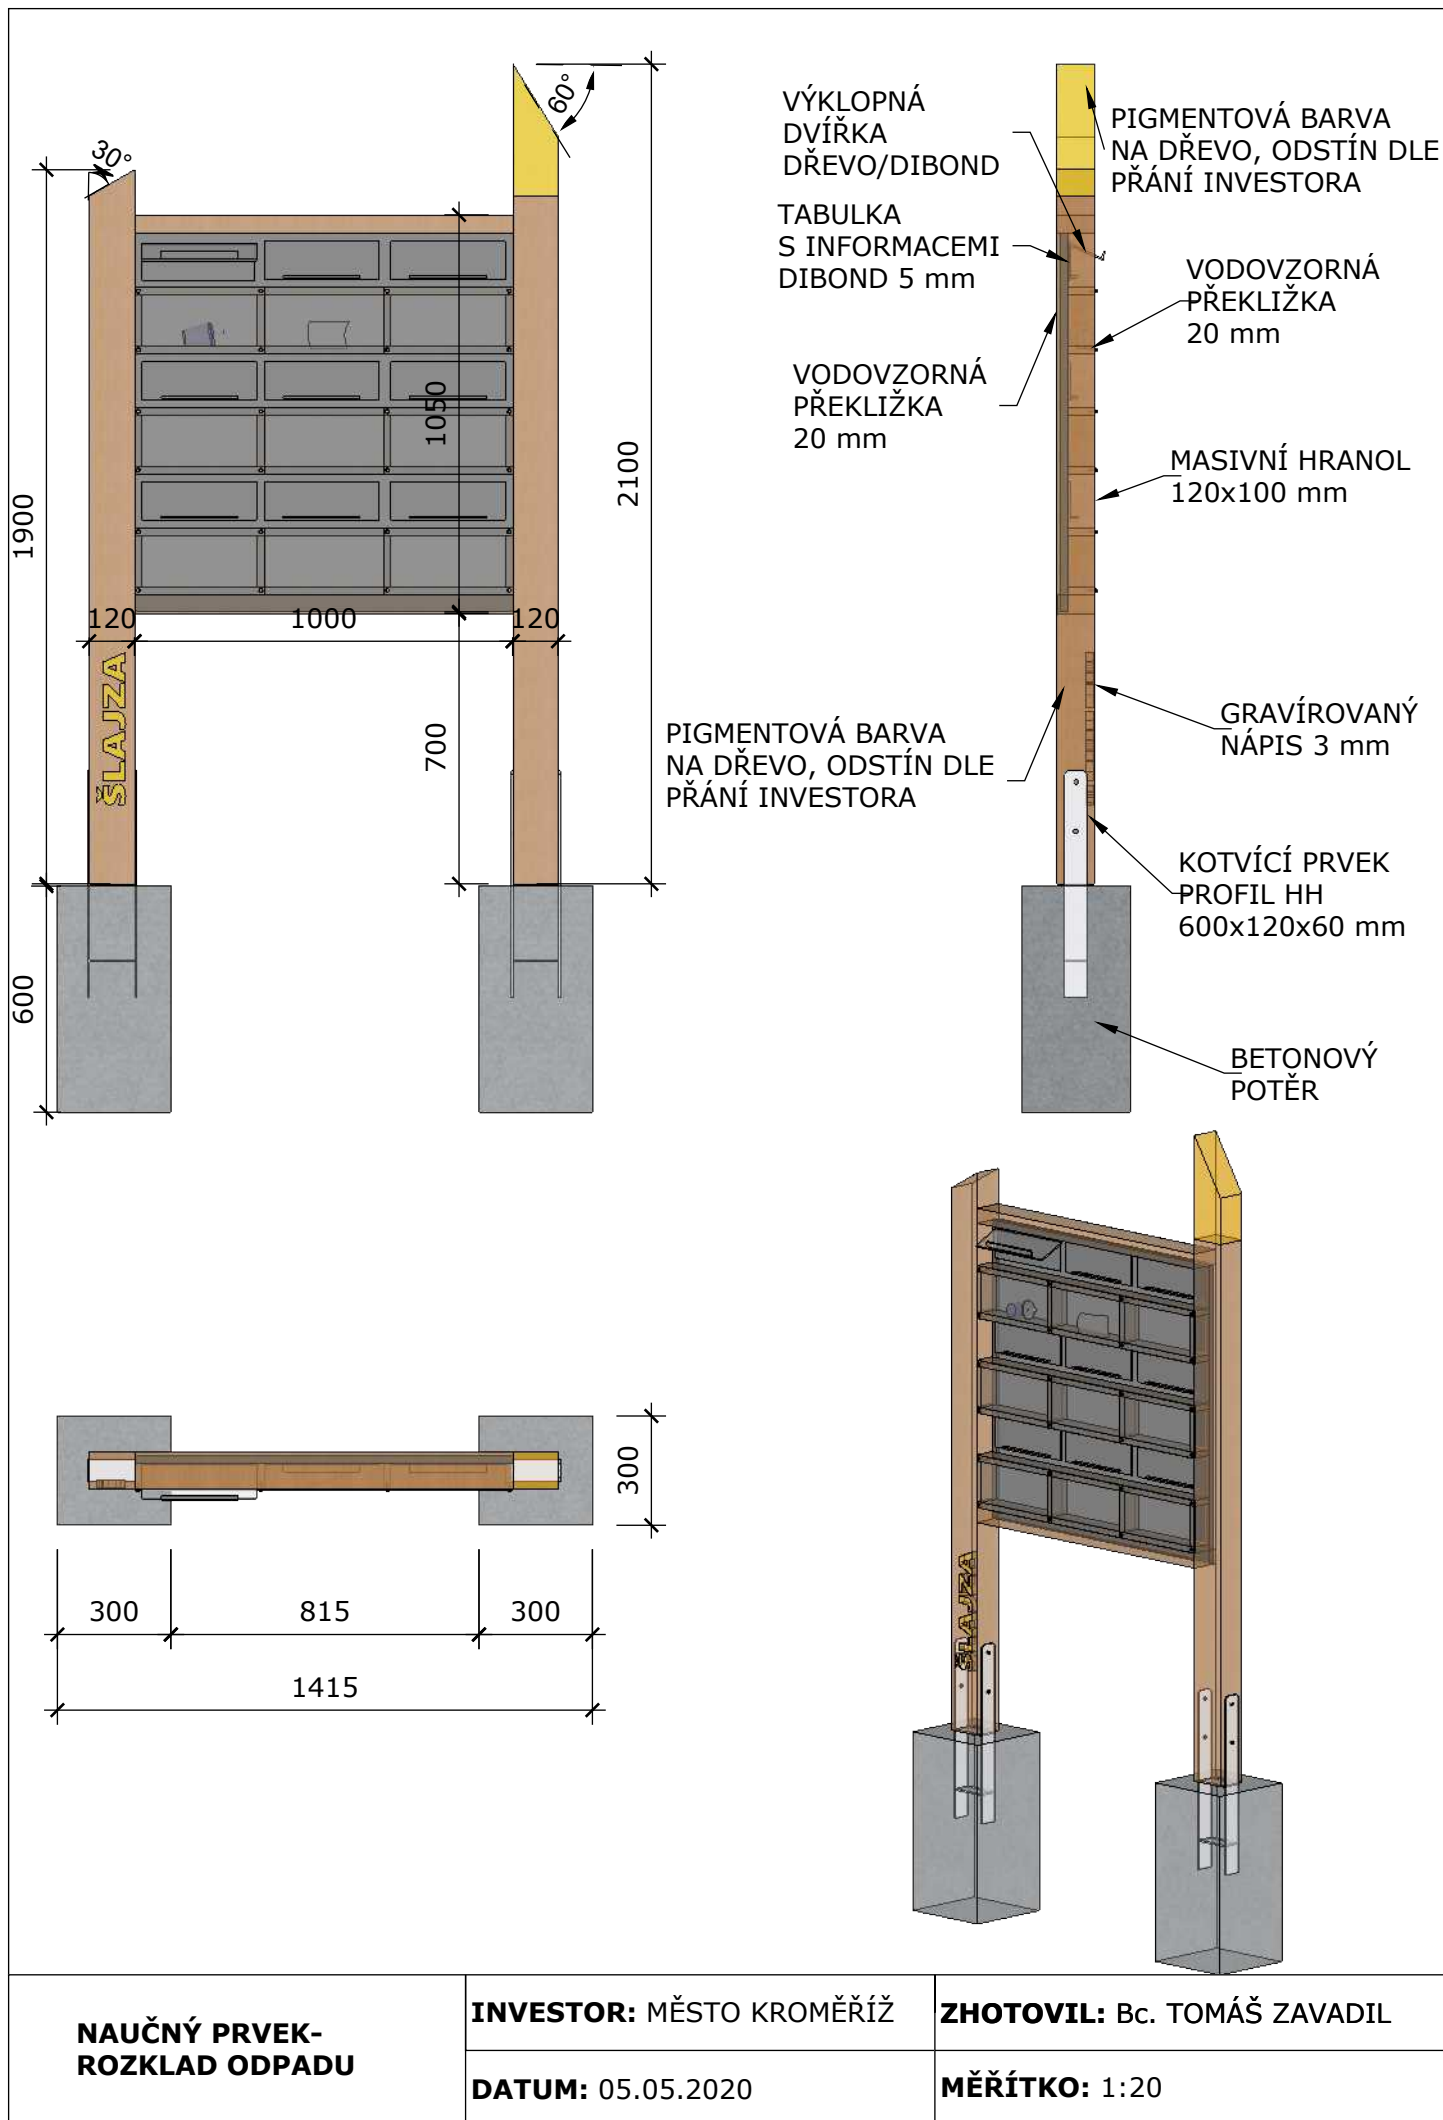 30°
60°
1900
1050
2100
120
1000
120
ŠLAJZA
700
600
VÝKLOPNÁ
DVÍŘKA
DŘEVO/DIBOND
TABULKA
S INFORMACEMI
DIBOND 5 mm
VODOVZORNÁ
PŘEKLIŽKA
20 mm
PIGMENTOVÁ BARVA
NA DŘEVO, ODSTÍN DLE
PŘÁNÍ INVESTORA
PIGMENTOVÁ BARVA
NA DŘEVO, ODSTÍN DLE
PŘÁNÍ INVESTORA
VODOVZORNÁ
PŘEKLIŽKA
20 mm
MASIVNÍ HRANOL
120x100 mm
GRAVÍROVANÝ
NÁPIS 3 mm
KOTVÍCÍ PRVEK
PROFIL HH
600x120x60 mm
BETONOVÝ
POTĚR
300
300
815
300
1415
ŠLAJZA
NAUČNÝ PRVEK-
ROZKLAD ODPADU
INVESTOR: MĚSTO KROMĚŘÍŽ
DATUM: 05.05.2020
ZHOTOVIL: Bc. TOMÁŠ ZAVADIL
MĚŘÍTKO: 1:20